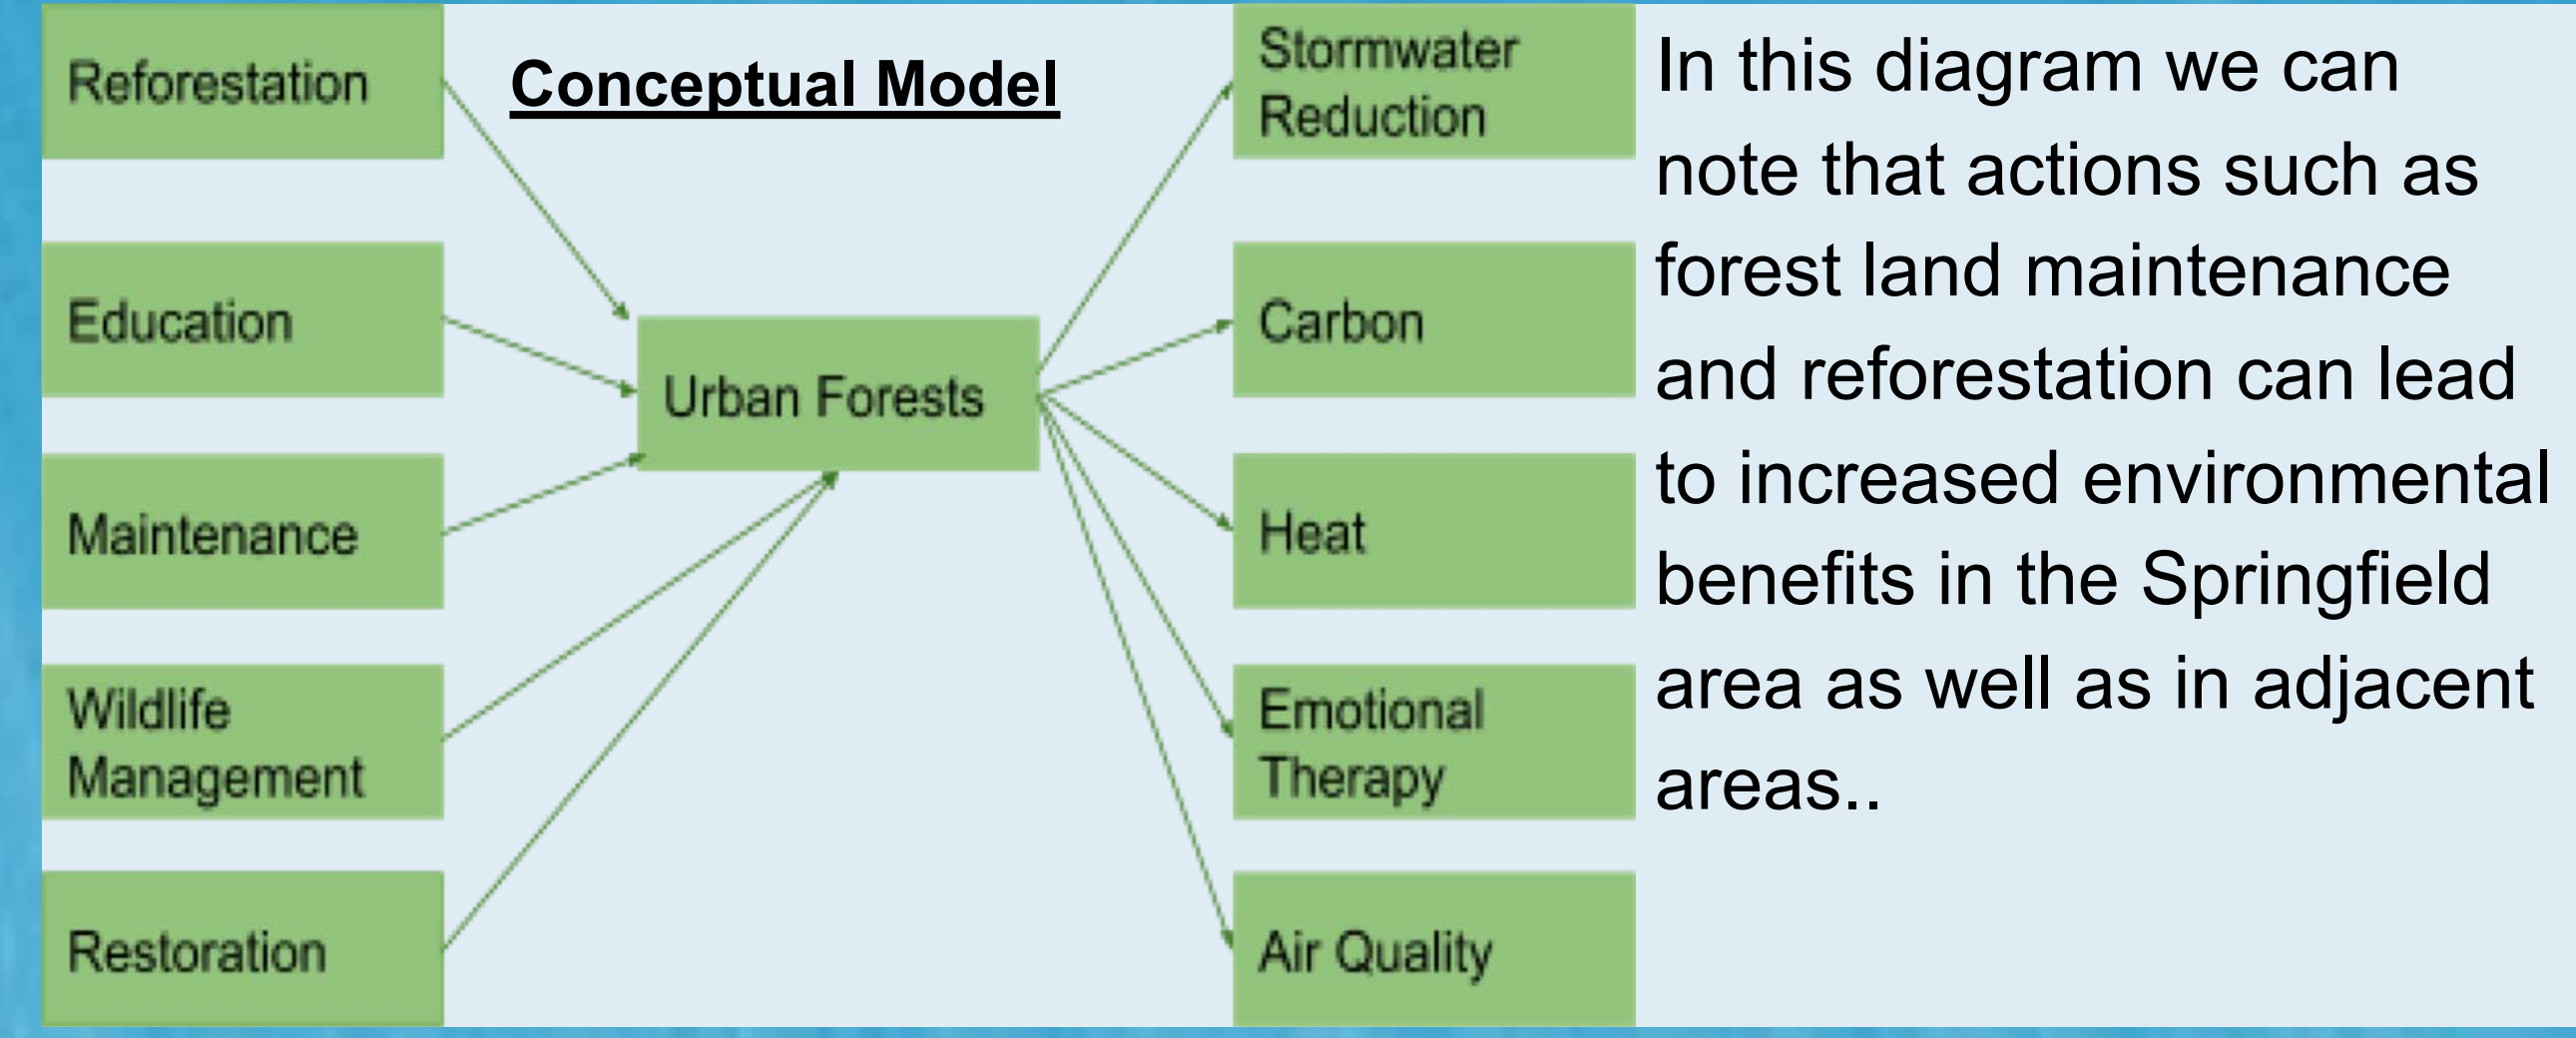 Conceptual Model
Reforestation
Education
Maintenance
Wildlife
Management
Restoration
Urban Forests
Stormwater
Reduction
Carbon
Heat
Emotional
Therapy
Air Quality
In this diagram we can
note that actions such as
forest land maintenance
and reforestation can lead
to increased environmental
benefits in the Springfield
area as well as in adjacent
areas..